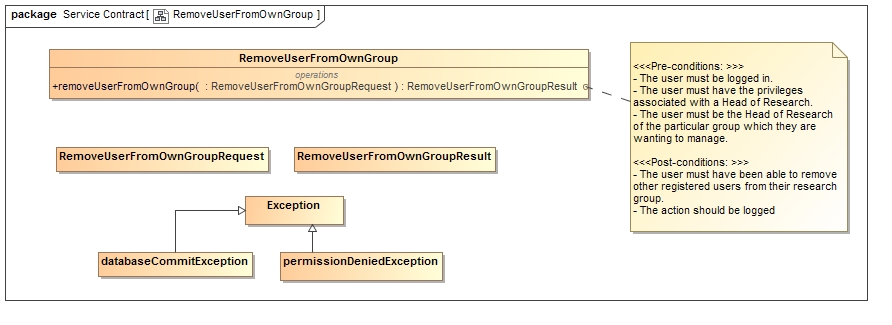 package Service Contract [ RemoveUserFromOwnGroup ]
RemoveUserFromOwnGroup
operations
+removeUserFromOwnGroup( : RemoveUserFromOwnGroupRequest ) : RemoveUserFromOwnGroupResult
<<<Pre-conditions: >>>
- The user must be logged in.
- The user must have the privileges
associated with a Head of Research.
- The user must be the Head of Research
of the particular group which they are
wanting to manage.
<<<Post-conditions: >>>
- The user must have been able to remove
other registered users from their research
group.
- The action should be logged
RemoveUserFromOwnGroupRequest
RemoveUserFromOwnGroupResult
Exception
databaseCommitException
permissionDeniedException